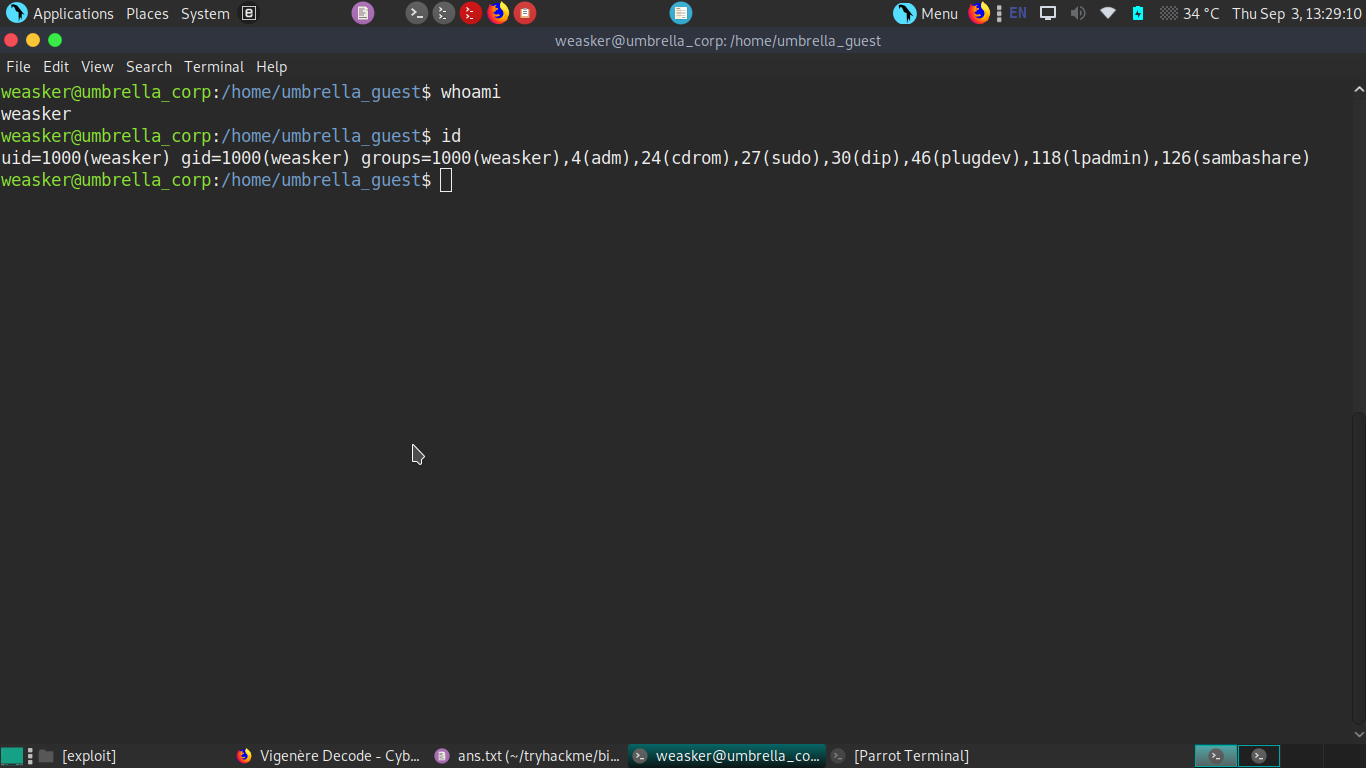 Applications Places System Menu EN 34 °C Thu Sep 3, 13:29:10
weasker@umbrella_corp: /home/umbrella_guest
File Edit View Search Terminal Help
weasker@umbrella_corp:/home/umbrella_guest$ whoami
weasker
weasker@umbrella_corp:/home/umbrella_guest$ id
uid=1000(weasker) gid=1000(weasker) groups=1000(weasker),4(adm),24(cdrom),27(sudo),30(dip),46(plugdev),118(lpadmin),126(sambashare)
weasker@umbrella_corp:/home/umbrella_guest$
[exploit] Vigenère Decode - Cyb... ans.txt (~/tryhackme/bi... weasker@umbrella_co... [Parrot Terminal]